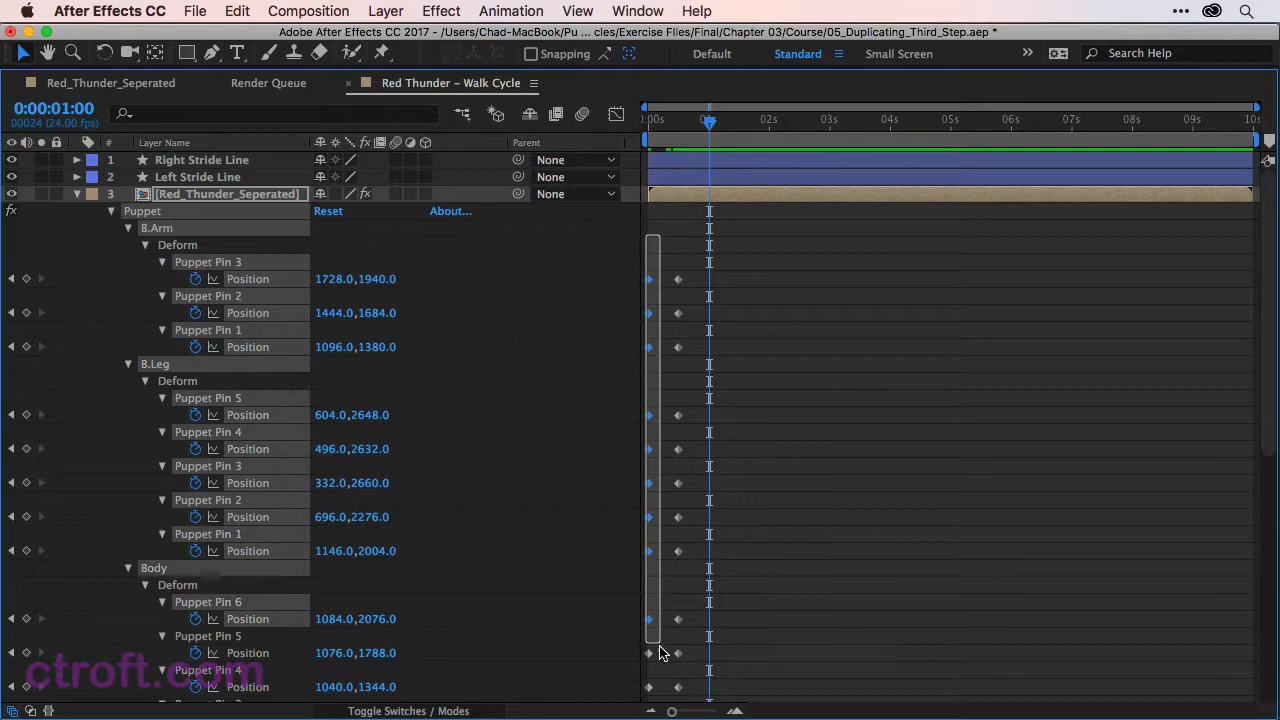 After Effects CC File Edit Composition Layer Effect Animation View Window Help
Adobe After Effects CC 2017 - /Users/Chad-MacBook/Pu cles/Exercise Files/Final/Chapter 03/Course/05_Duplicating_Third_Step.aep *
Snapping Default Standard Small Screen Search Help
Red_Thunder_Seperated Render Queue Red Thunder – Walk Cycle
0:00:01:00
00024 (24.00 fps)
:00s 02s 03s 04s 05s 06s 07s 08s 09s 10s
# Layer Name fx Parent
1 Right Stride Line None
2 Left Stride Line None
3 [Red_Thunder_Seperated] fx None
fx Puppet Reset About...
B.Arm
Deform
Puppet Pin 3
Position 1728.0,1940.0
Puppet Pin 2
Position 1444.0,1684.0
Puppet Pin 1
Position 1096.0,1380.0
B.Leg
Deform
Puppet Pin 5
Position 604.0,2648.0
Puppet Pin 4
Position 496.0,2632.0
Puppet Pin 3
Position 332.0,2660.0
Puppet Pin 2
Position 696.0,2276.0
Puppet Pin 1
Position 1146.0,2004.0
Body
Deform
Puppet Pin 6
Position 1084.0,2076.0
Puppet Pin 5
Position 1076.0,1788.0
Puppet Pin 4
Position 1040.0,1344.0
ctroft.com
Toggle Switches / Modes